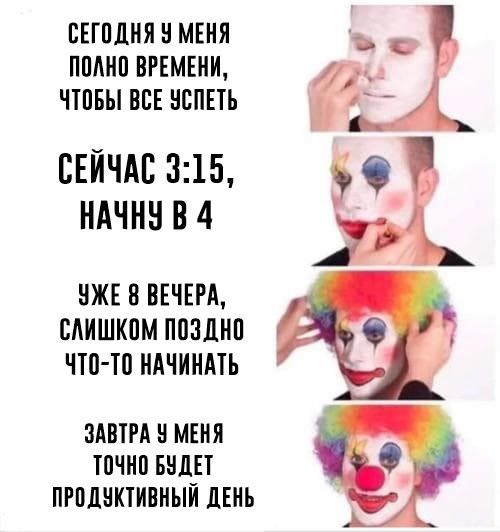 СЕГОДНЯ У МЕНЯ
ПОЛНО ВРЕМЕНИ,
ЧТОБЫ ВСЕ УСПЕТЬ
СЕЙЧАС 3:15,
НАЧНУ В 4
УЖЕ 8 ВЕЧЕРА,
СЛИШКОМ ПОЗДНО
ЧТО-ТО НАЧИНАТЬ
ЗАВТРА У МЕНЯ
ТОЧНО БУДЕТ
ПРОДУКТИВНЫЙ ДЕНЬ